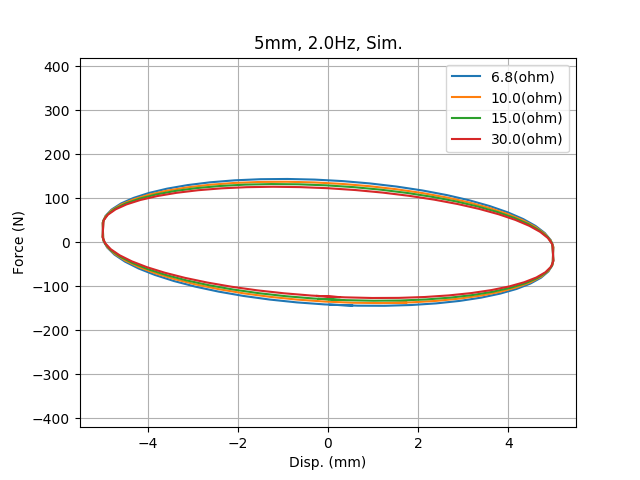 5mm, 2.0Hz, Sim.
400
300
200
100
0
−100
−200
−300
−400
Force (N)
6.8(ohm)
10.0(ohm)
15.0(ohm)
30.0(ohm)
−4 −2 0 2 4
Disp. (mm)